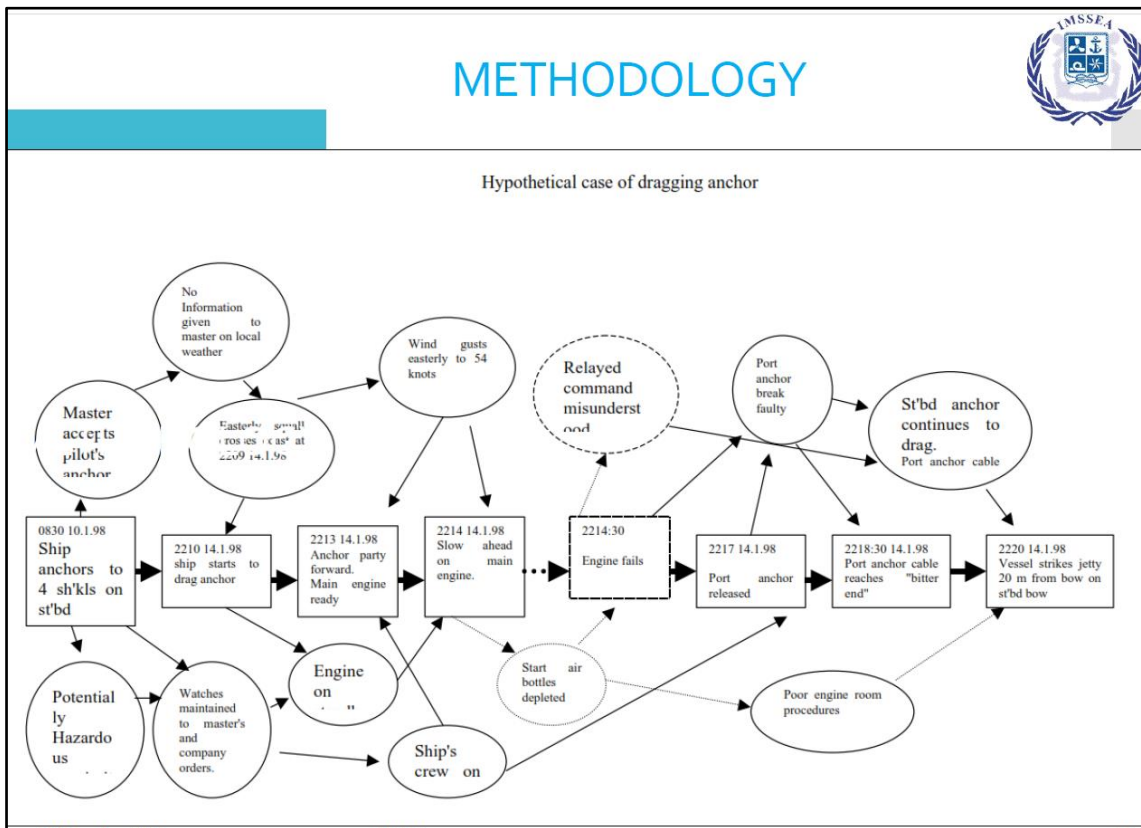 IMSSEA
METHODOLOGY
Hypothetical case of dragging anchor
No
Information
given to
master on local
weather
Wind gusts
easterly to 54
knots
Relayed
command
misunderst
ood
Port
anchor
break
faulty
St'bd anchor
continues to
drag.
Port anchor cable
Master
accepts
pilot's
anchor
Easterly squall
crosses coast at
2209 14.1.98
0830 10.1.98
Ship
anchors to
4 sh'kls on
st'bd
2210 14.1.98
ship starts to
drag anchor
2213 14.1.98
Anchor party
forward.
Main engine
ready
2214 14.1.98
Slow ahead
on main
engine.
2214:30
Engine fails
2217 14.1.98
Port anchor
released
2218:30 14.1.98
Port anchor cable
reaches "bitter
end"
2220 14.1.98
Vessel strikes jetty
20 m from bow on
st'bd bow
Potential
ly
Hazardo
us
Watches
maintained
to master's
and
company
orders.
Engine
on
Ship's
crew on
Start air
bottles
depleted
Poor engine room
procedures